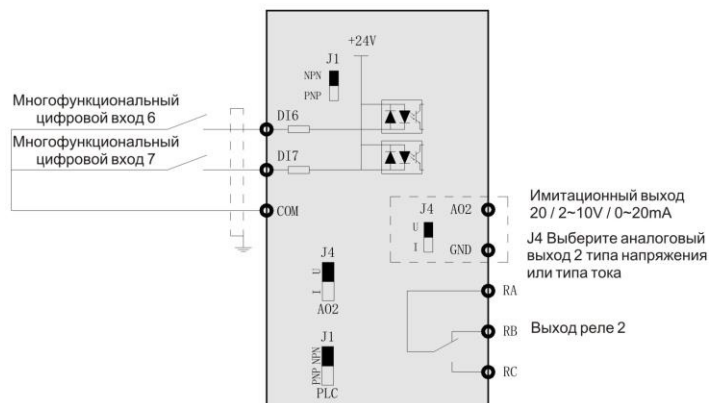 +24V
J1
NPN
PNP
Многофункциональный
цифровой вход 6
DI6
Многофункциональный
цифровой вход 7
DI7
COM
J4
U
I
AO2
GND
Имитационный выход
20 / 2~10V / 0~20mA
J4 Выберите аналоговый
выход 2 типа напряжения
или типа тока
J4
U
I
AO2
RA
RB
Выход реле 2
RC
J1
NPN
PNP
PLC